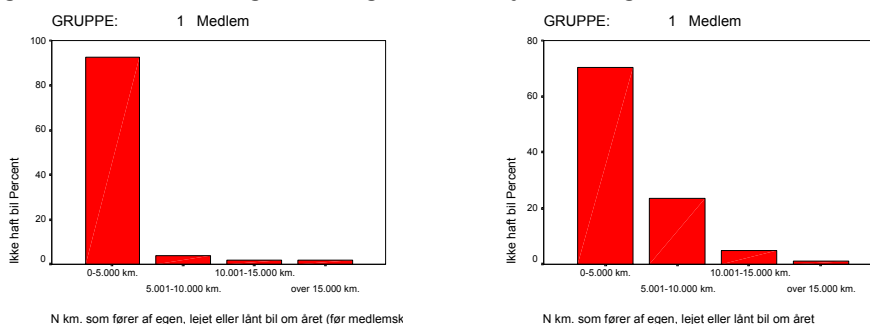 GRUPPE: 1 Medlem
Ikke haft bil Percent
100
80
60
40
20
0
0-5.000 km.
5.001-10.000 km.
10.001-15.000 km.
over 15.000 km.
N km. som fører af egen, lejet eller lånt bil om året (før medlemsk
GRUPPE: 1 Medlem
Ikke haft bil Percent
80
60
40
20
0
0-5.000 km.
5.001-10.000 km.
10.001-15.000 km.
over 15.000 km.
N km. som fører af egen, lejet eller lånt bil om året